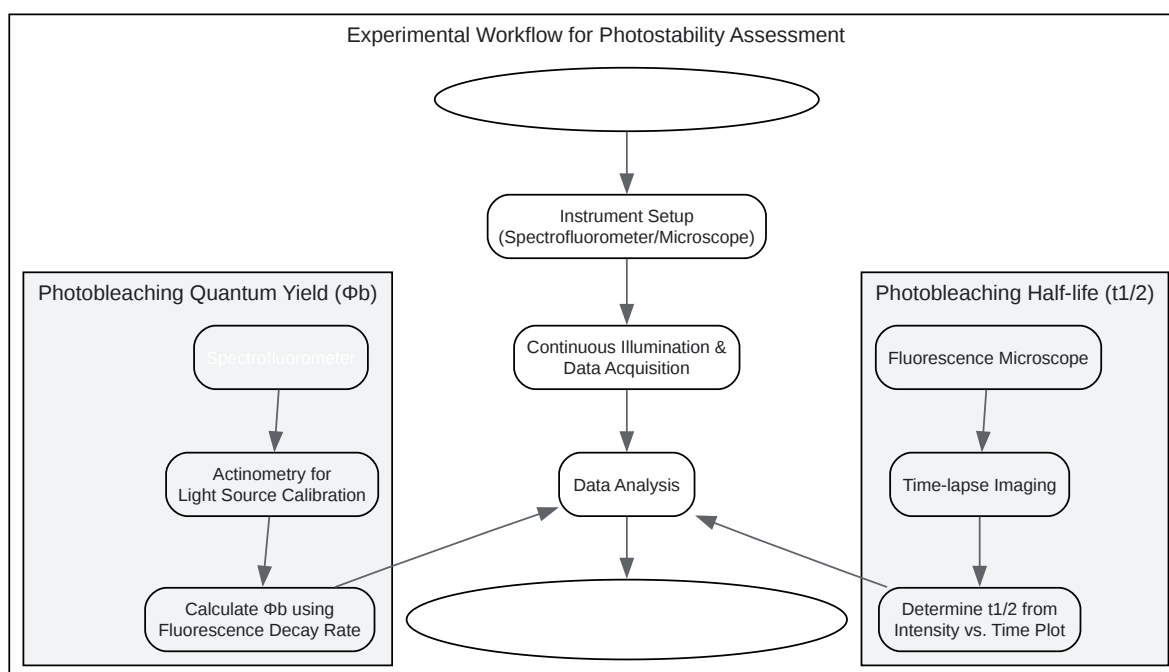 Experimental Workflow for Photostability Assessment
Instrument Setup
(Spectrofluorometer/Microscope)
Photobleaching Quantum Yield (Φb)
Spectrofluorometer
Actinometry for
Light Source Calibration
Calculate Φb using
Fluorescence Decay Rate
Continuous Illumination &
Data Acquisition
Data Analysis
Photobleaching Half-life (t1/2)
Fluorescence Microscope
Time-lapse Imaging
Determine t1/2 from
Intensity vs. Time Plot